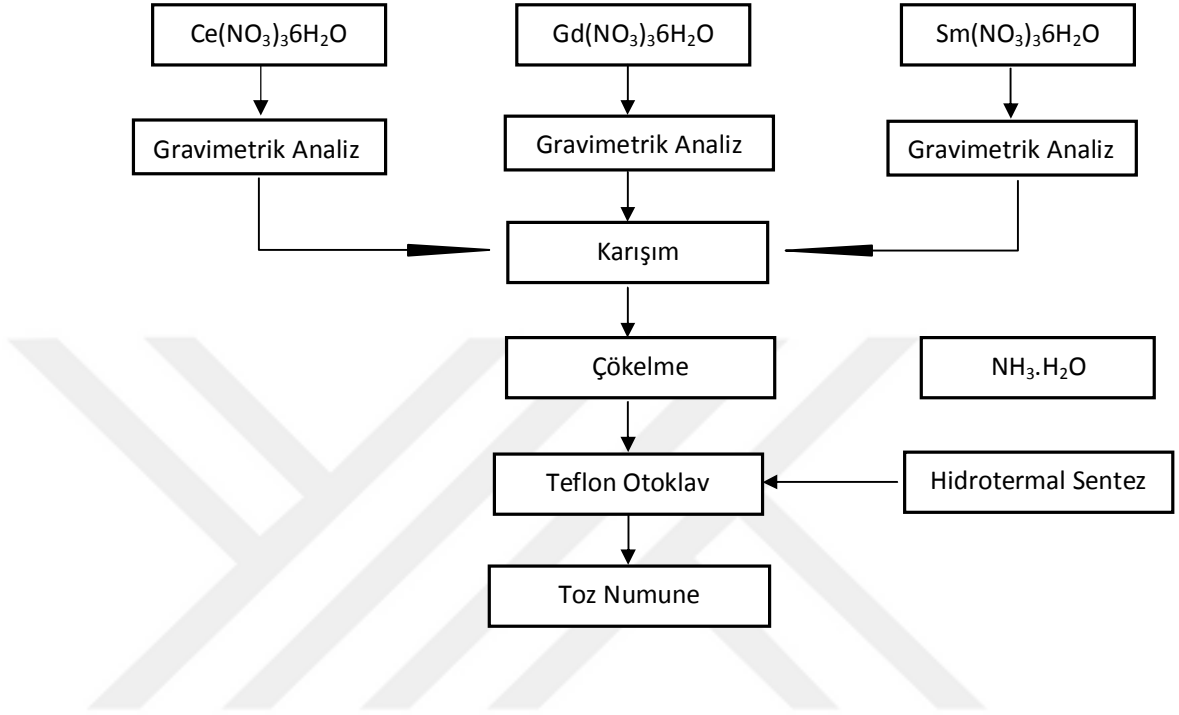 Ce(NO₃)₃6H₂O
Gd(NO₃)₃6H₂O
Sm(NO₃)₃6H₂O
Gravimetrik Analiz
Gravimetrik Analiz
Gravimetrik Analiz
Karışım
Çökelme
NH₃.H₂O
Teflon Otoklav
Hidrotermal Sentez
Toz Numune